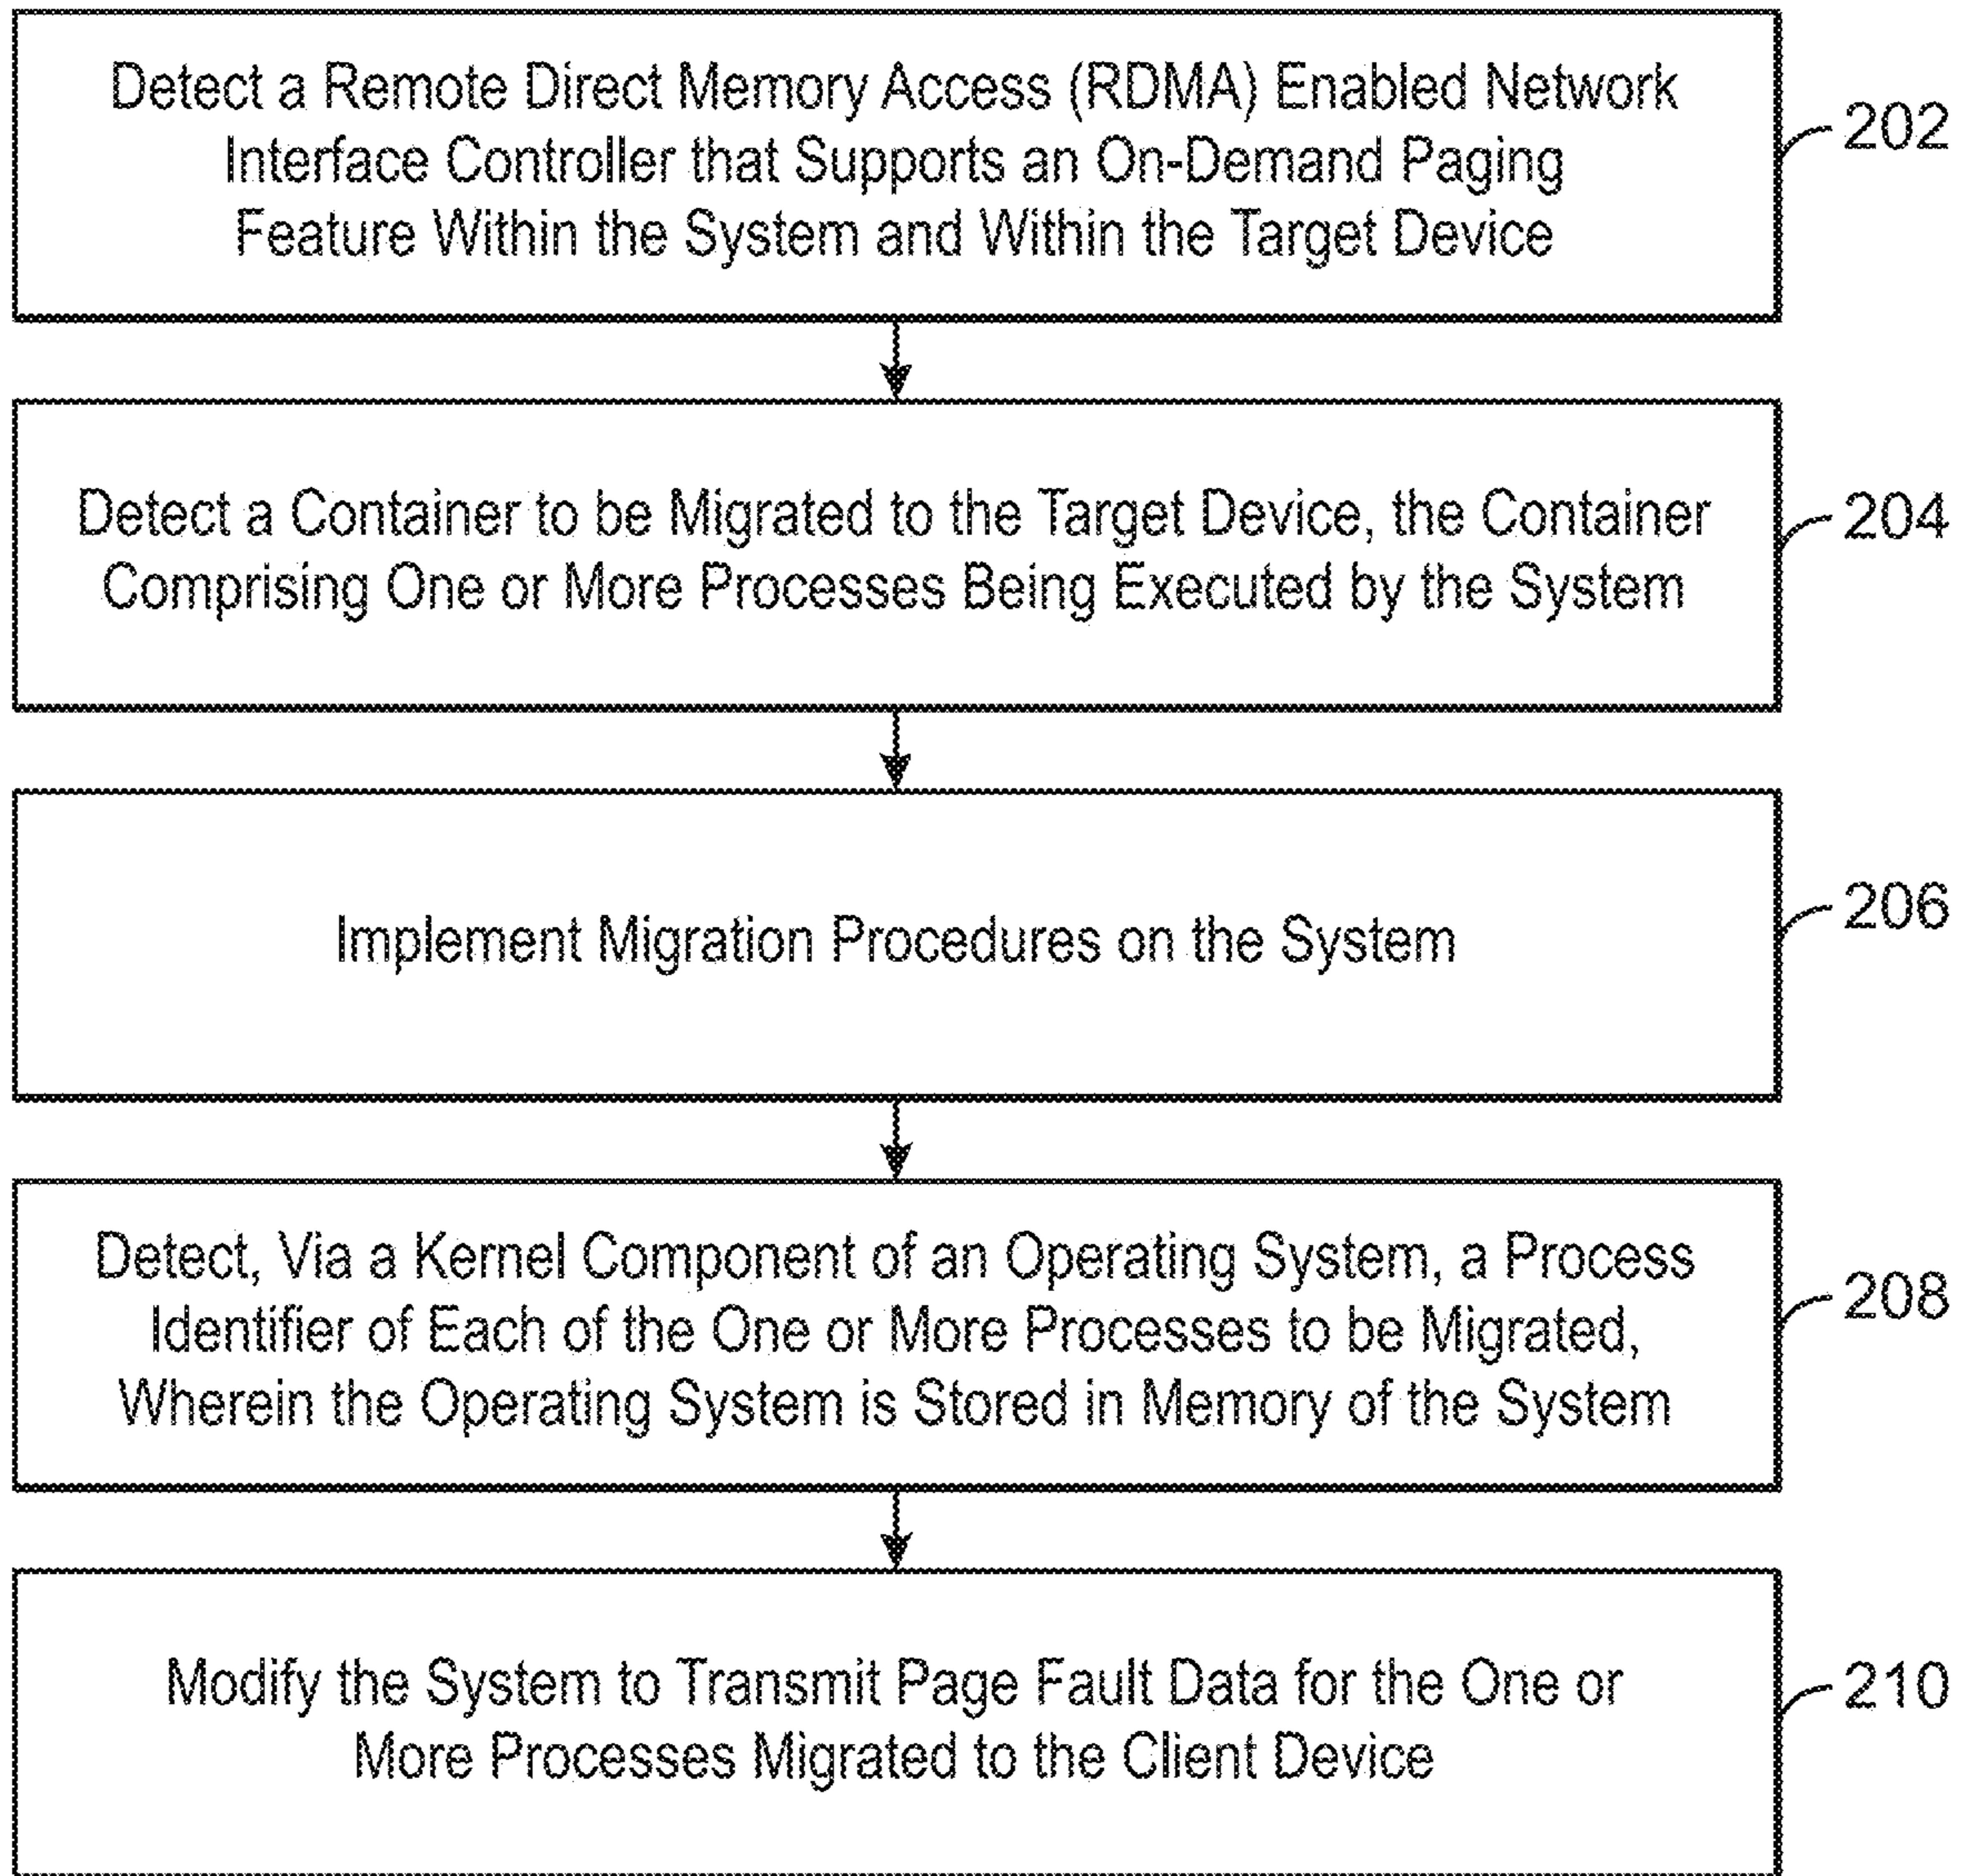 Detect a Remote Direct Memory Access (RDMA) Enabled Network
Interface Controller that Supports an On-Demand Paging
Feature Within the System and Within the Target Device
202
Detect a Container to be Migrated to the Target Device, the Container
Comprising One or More Processes Being Executed by the System
204
Implement Migration Procedures on the System
206
Detect, Via a Kernel Component of an Operating System, a Process
Identifier of Each of the One or More Processes to be Migrated,
Wherein the Operating System is Stored in Memory of the System
208
Modify the System to Transmit Page Fault Data for the One or
More Processes Migrated to the Client Device
210